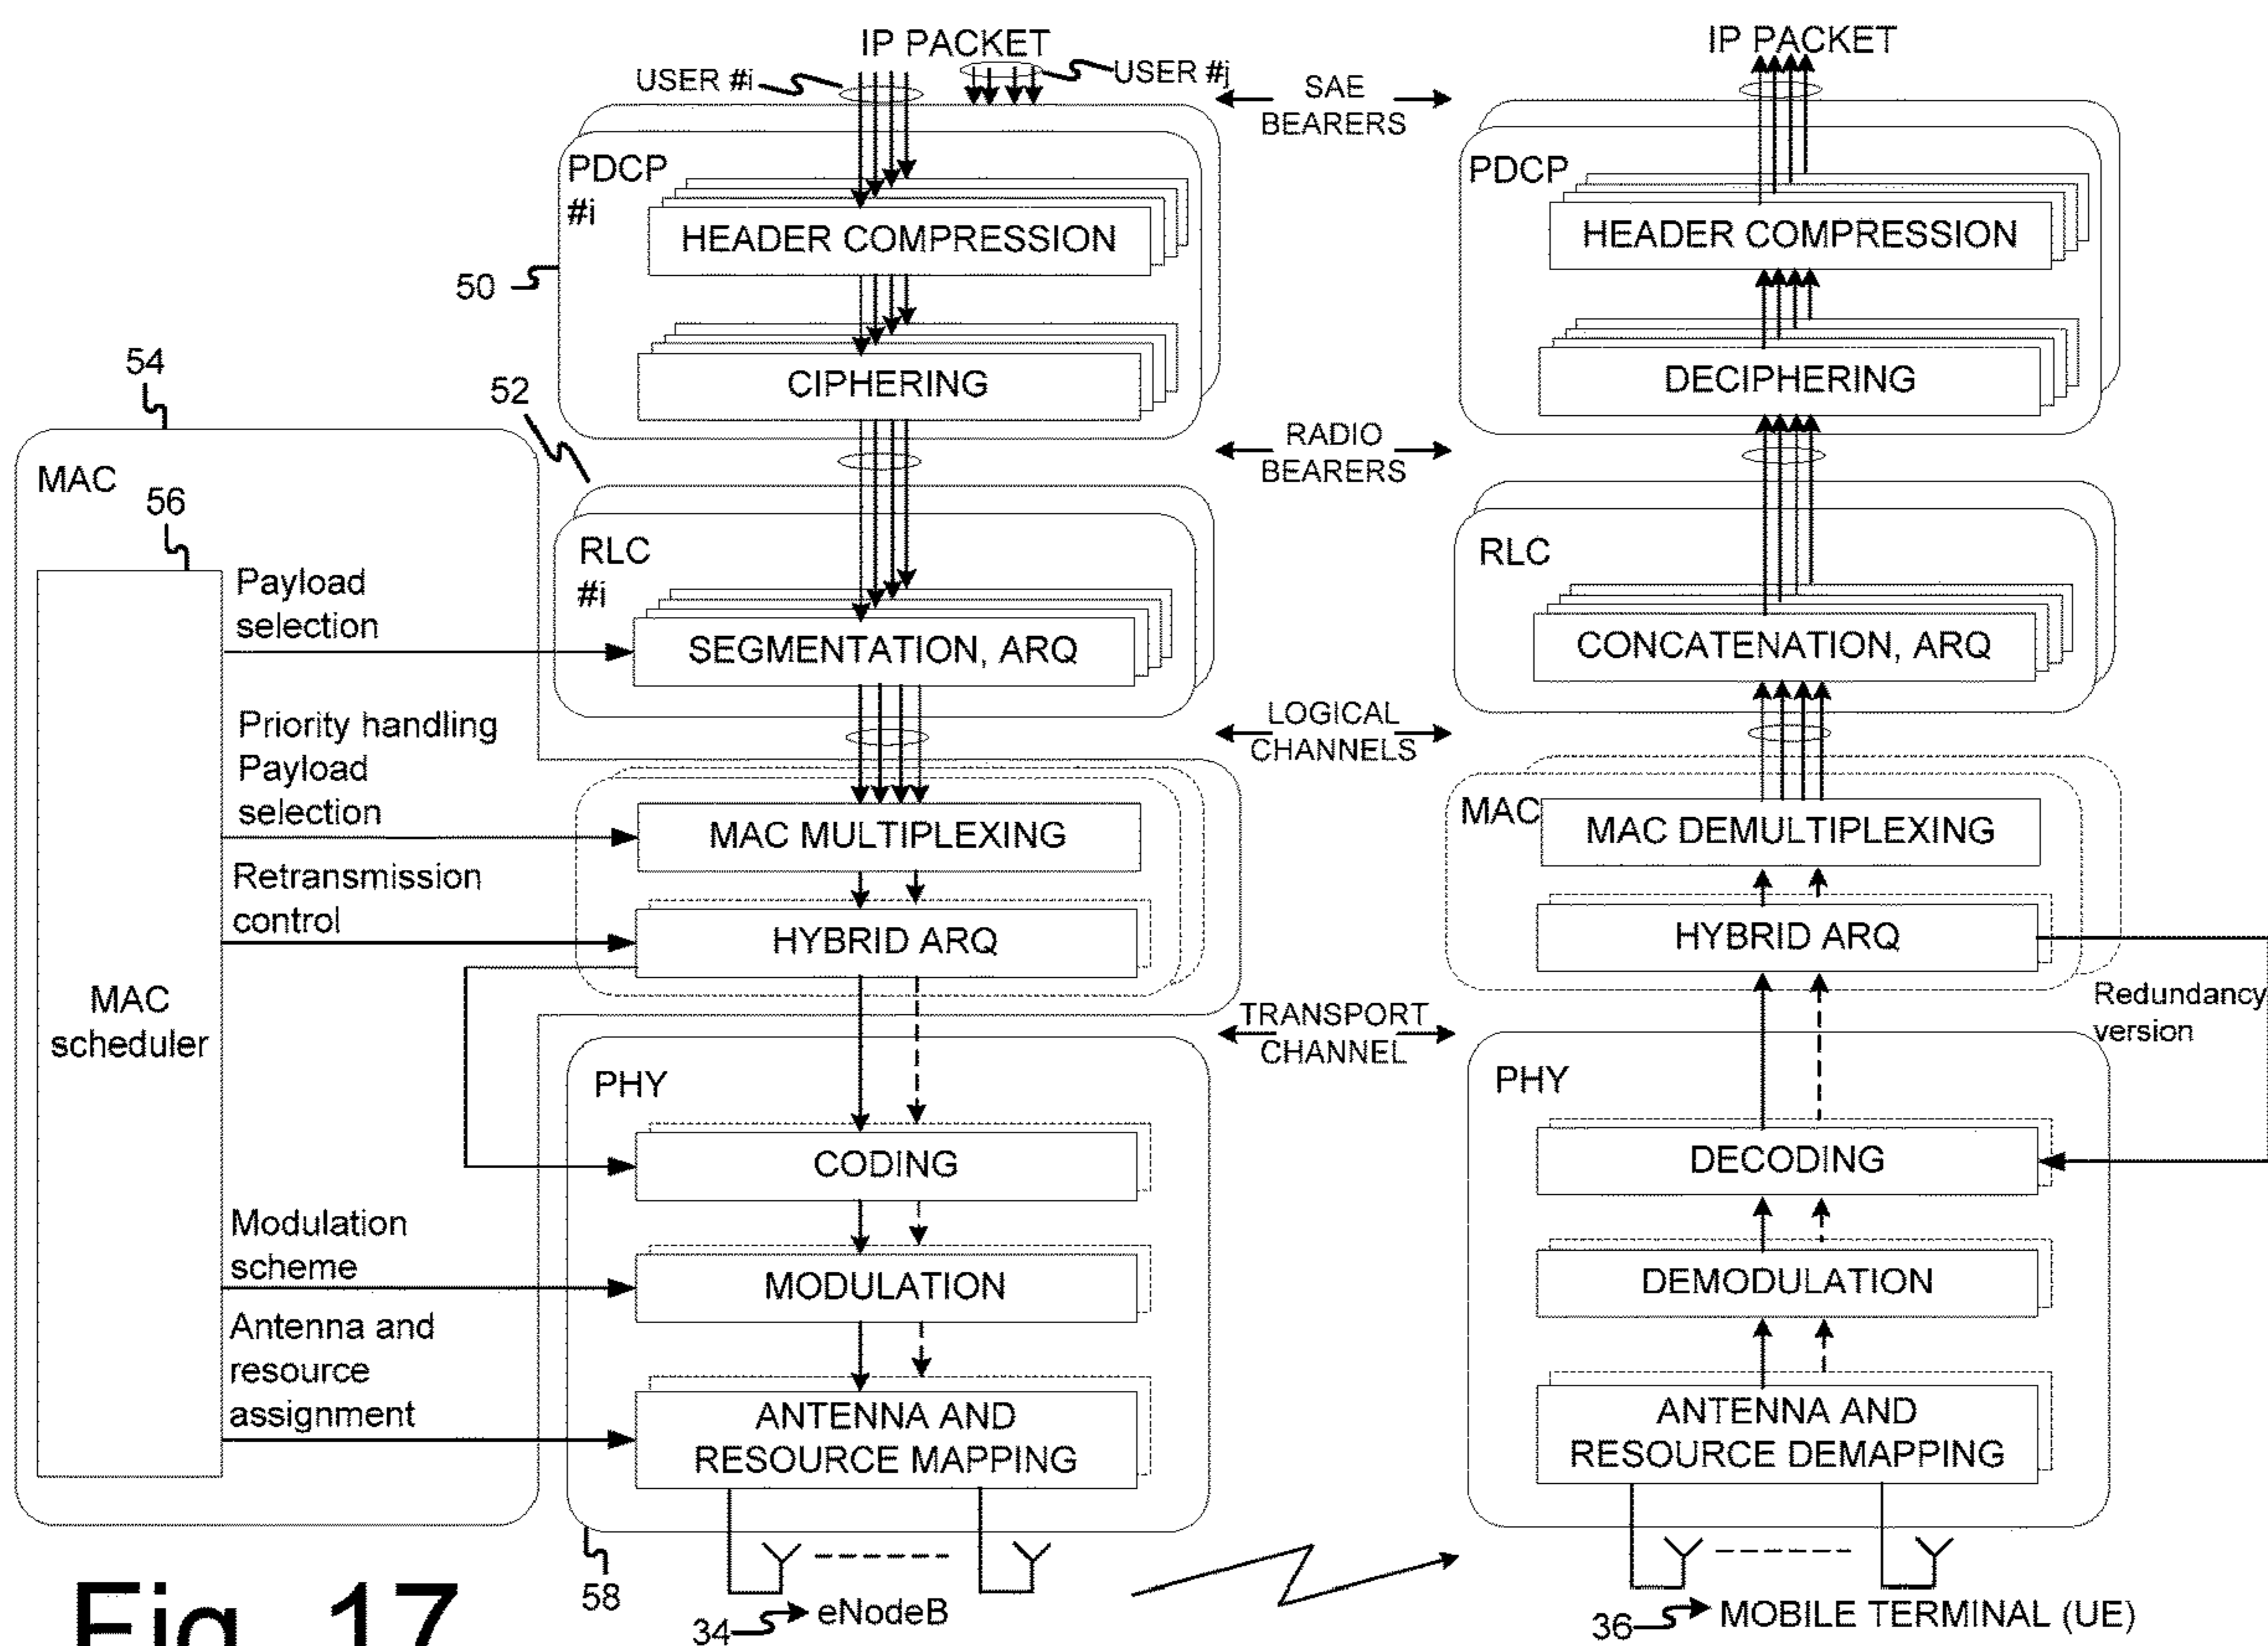 IP PACKET
USER #i
USER #j
PDCP
#i
HEADER COMPRESSION
50
CIPHERING
54
52
MAC
56
MAC
scheduler
Payload
selection
Priority handling
Payload
selection
Retransmission
control
Modulation
scheme
Antenna and
resource
assignment
RLC
#i
SEGMENTATION, ARQ
MAC MULTIPLEXING
HYBRID ARQ
PHY
CODING
MODULATION
ANTENNA AND
RESOURCE MAPPING
58
34
eNodeB
SAE
BEARERS
RADIO
BEARERS
LOGICAL
CHANNELS
TRANSPORT
CHANNEL
IP PACKET
PDCP
HEADER COMPRESSION
DECIPHERING
RLC
CONCATENATION, ARQ
MAC
MAC DEMULTIPLEXING
HYBRID ARQ
Redundancy
version
PHY
DECODING
DEMODULATION
ANTENNA AND
RESOURCE DEMAPPING
36
MOBILE TERMINAL (UE)
Fig. 17